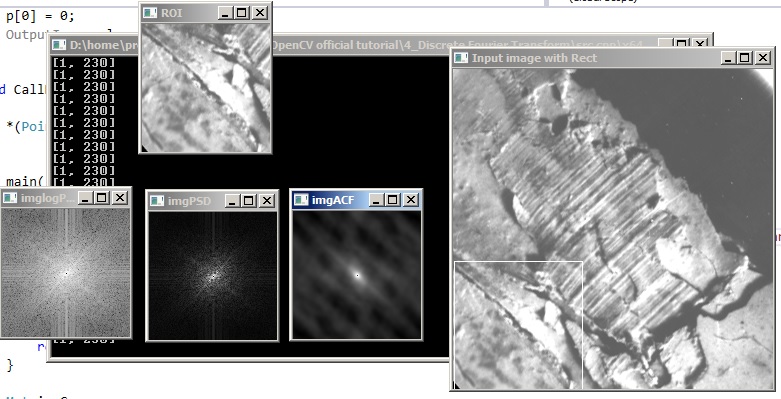 p[0] = 0;
ROI
D:\home\pr
OpenCV official tutorial\4_Discrete Fourier Transform\src.cpp\x64
Input image with Rect
[1, 230]
[1, 230]
[1, 230]
[1, 230]
[1, 230]
[1, 230]
[1, 230]
[1, 230]
[1, 230]
[1, 230]
d Call
*(Poi
main(
imglogP...
imgPSD
imgACF
[1, 230]
r
}